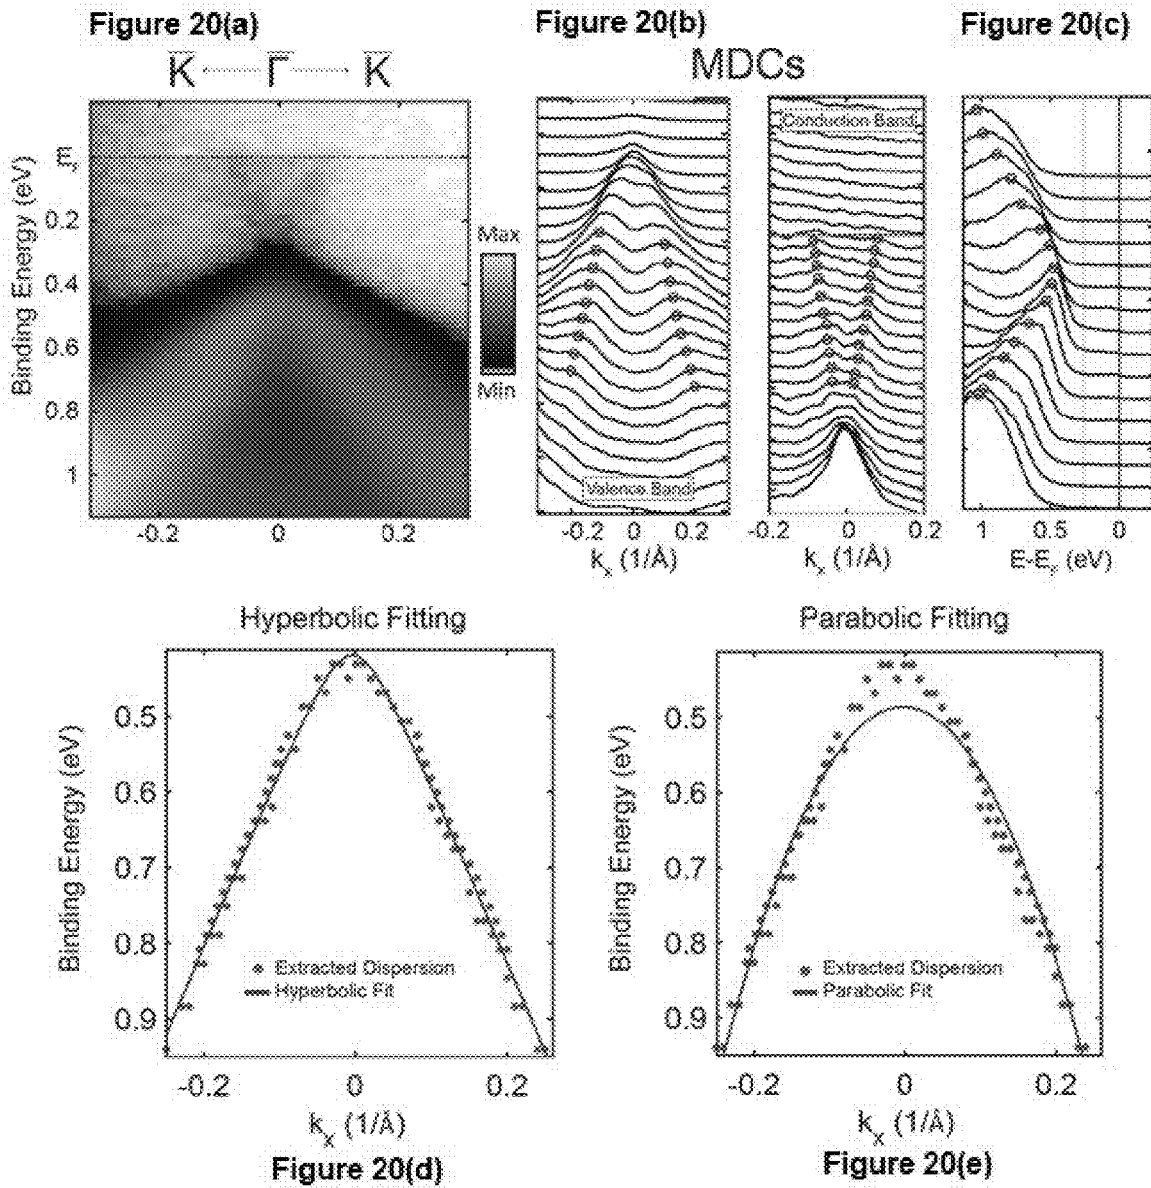 Figure 20(a)
K̄ Γ̄ K̄
E_F
0.2
0.4
0.6
0.8
1
Binding Energy (eV)
-0.2 0 0.2
Max
Min
Figure 20(b)
MDCs
Valence Band
-0.2 0 0.2
k_x (1/Å)
Conduction Band
-0.2 0 0.2
k_x (1/Å)
Figure 20(c)
1 0.5 0
E-E_F (eV)
Hyperbolic Fitting
0.5
0.6
0.7
0.8
0.9
Binding Energy (eV)
Extracted Dispersion
Hyperbolic Fit
-0.2 0 0.2
k_x (1/Å)
Figure 20(d)
Parabolic Fitting
0.5
0.6
0.7
0.8
0.9
Binding Energy (eV)
Extracted Dispersion
Parabolic Fit
-0.2 0 0.2
k_x (1/Å)
Figure 20(e)